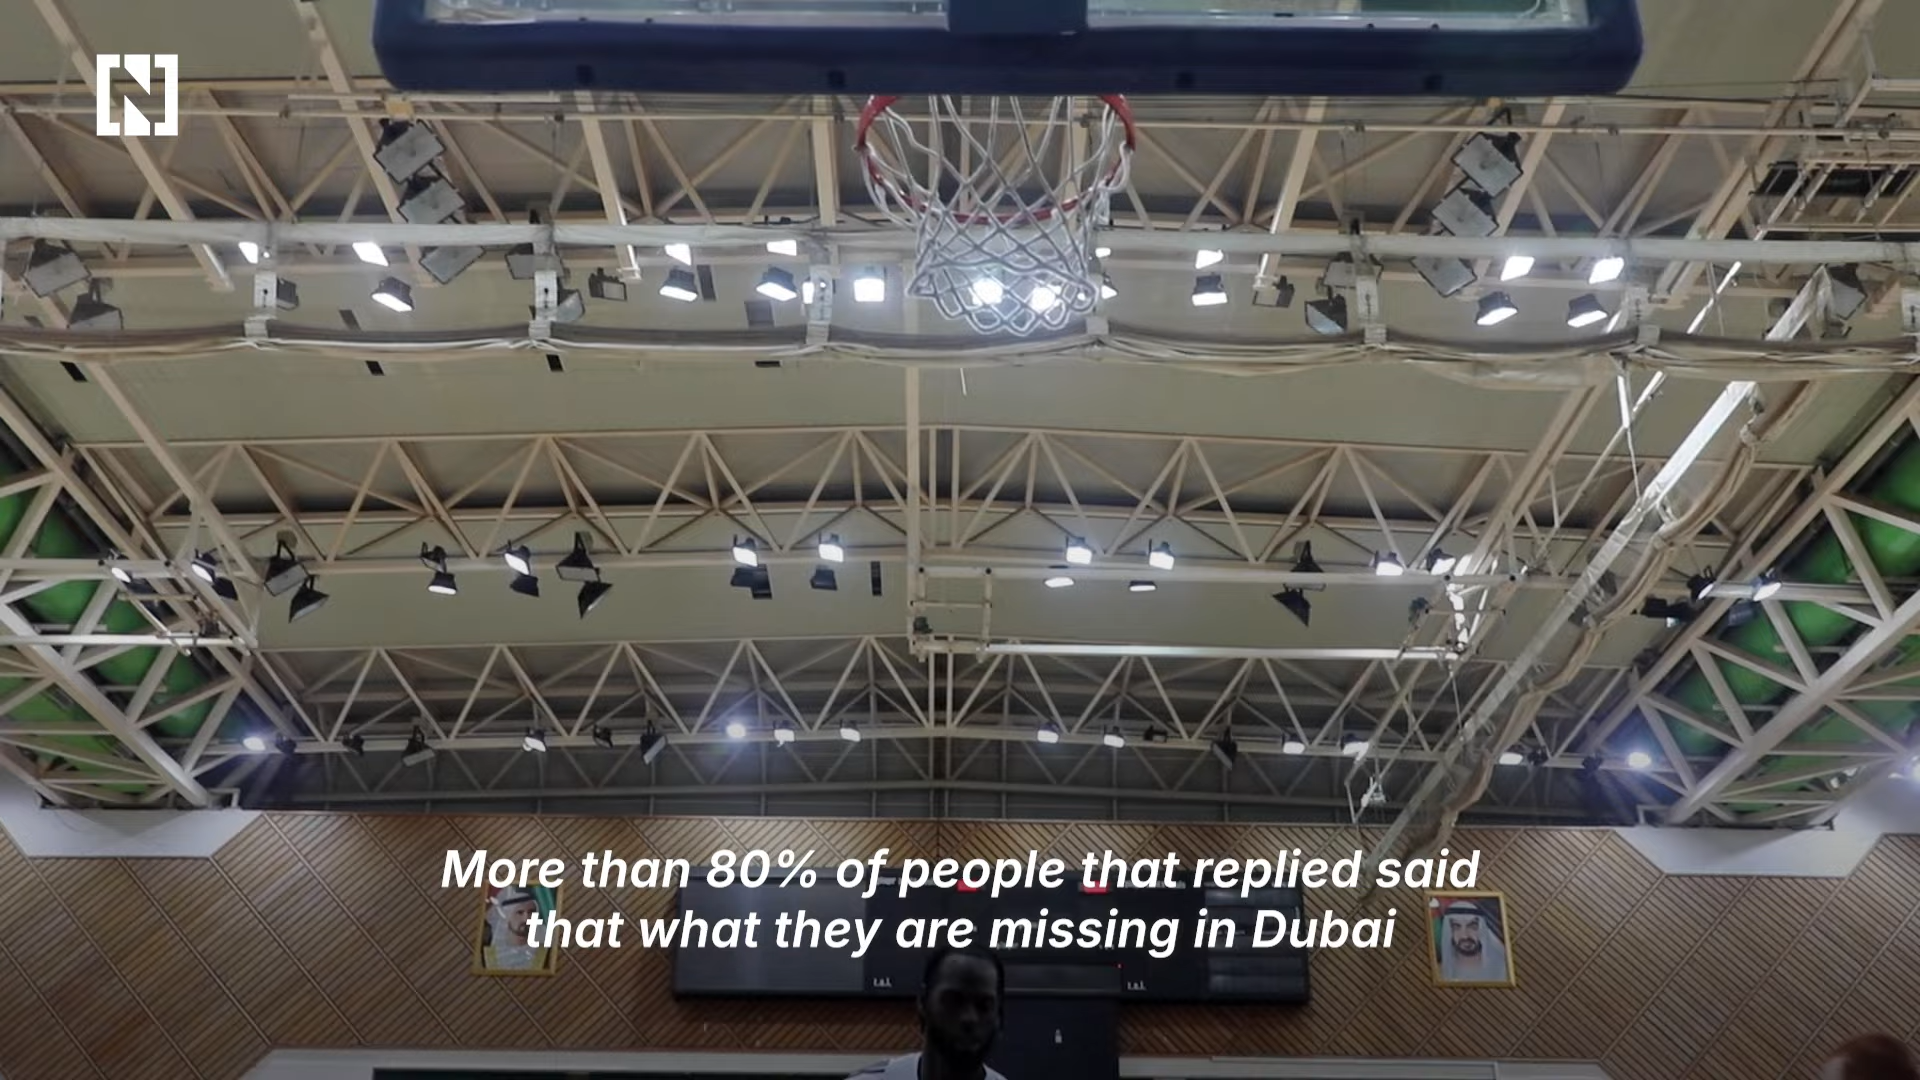 [N]
More than 80% of people that replied said
that what they are missing in Dubai